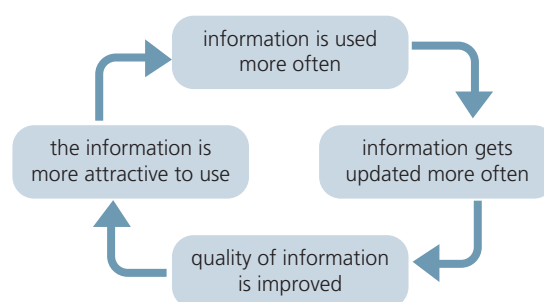 information is used
more often
the information is
more attractive to use
information gets
updated more often
quality of information
is improved